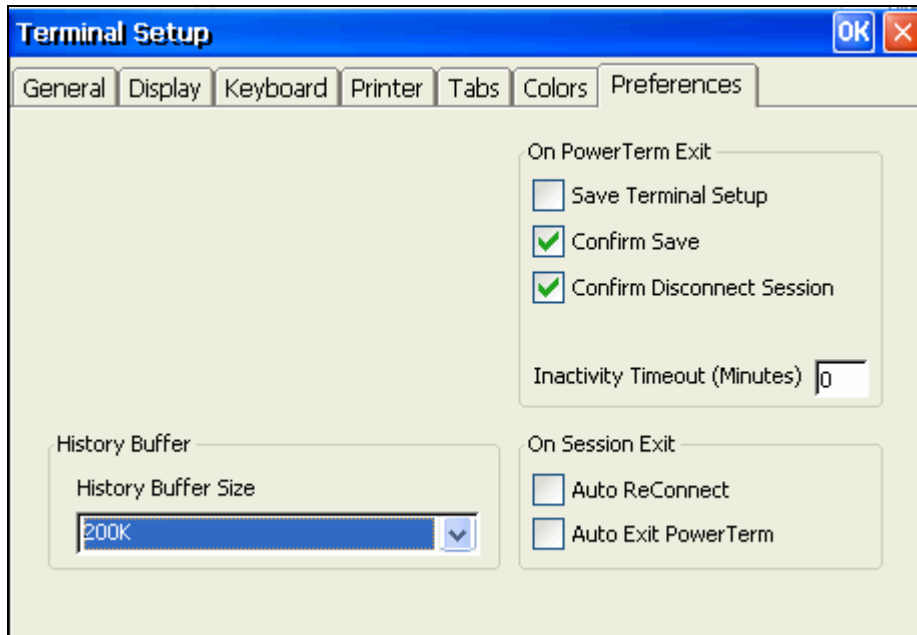 Terminal Setup
OK
General Display Keyboard Printer Tabs Colors Preferences
On PowerTerm Exit
Save Terminal Setup
Confirm Save
Confirm Disconnect Session
Inactivity Timeout (Minutes) 0
History Buffer
History Buffer Size
200K
On Session Exit
Auto ReConnect
Auto Exit PowerTerm